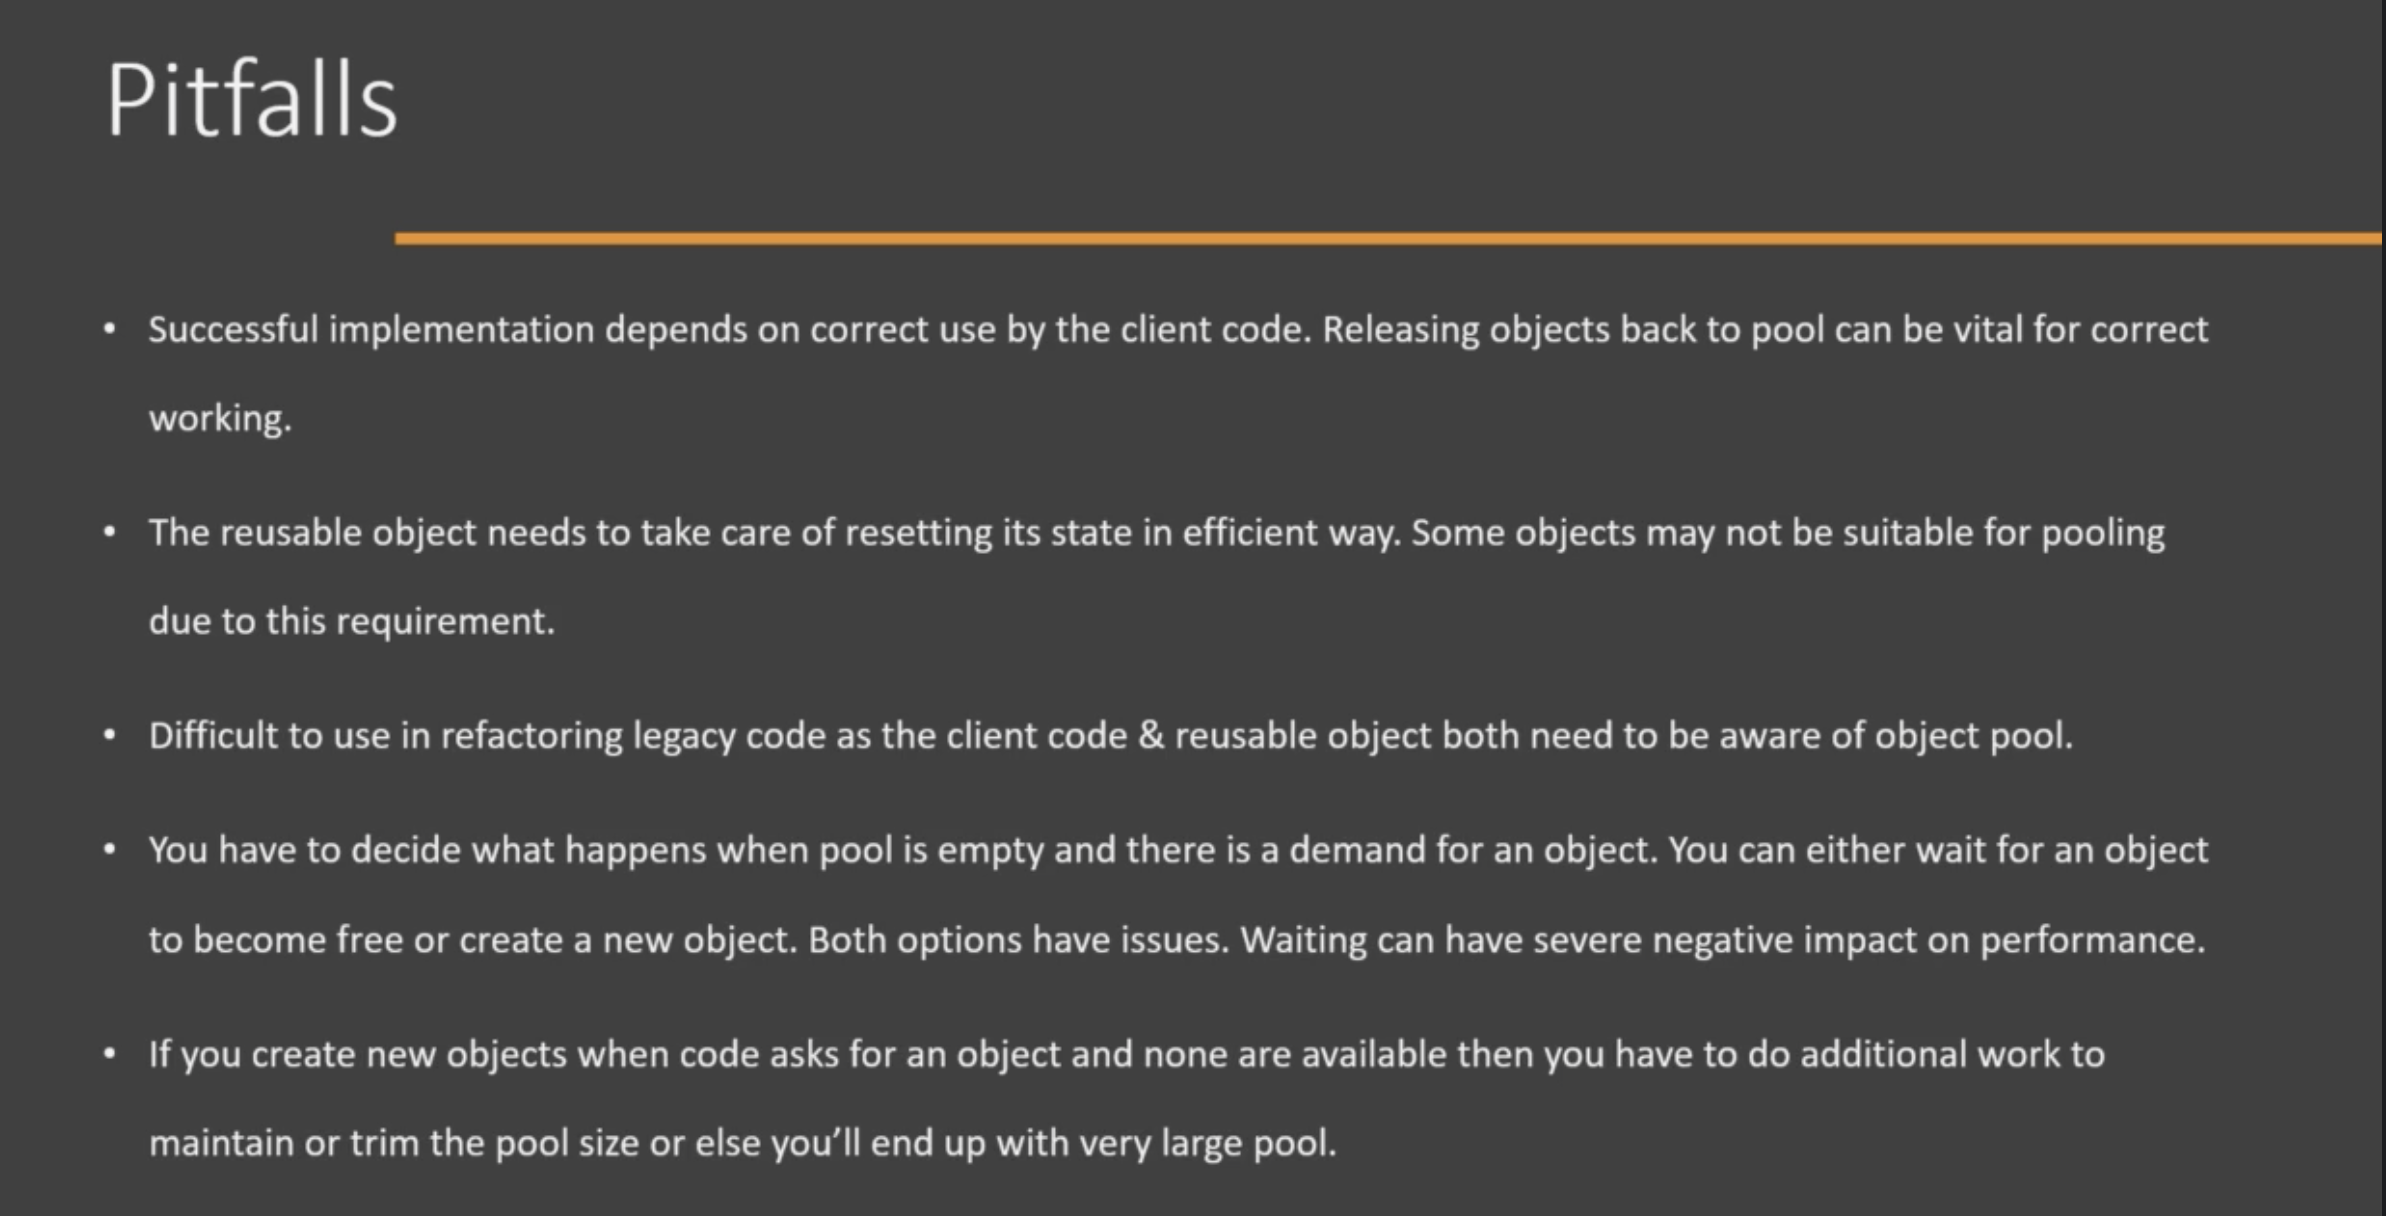 Pitfalls
• Successful implementation depends on correct use by the client code. Releasing objects back to pool can be vital for correct
working.
• The reusable object needs to take care of resetting its state in efficient way. Some objects may not be suitable for pooling
due to this requirement.
• Difficult to use in refactoring legacy code as the client code & reusable object both need to be aware of object pool.
• You have to decide what happens when pool is empty and there is a demand for an object. You can either wait for an object
to become free or create a new object. Both options have issues. Waiting can have severe negative impact on performance.
• If you create new objects when code asks for an object and none are available then you have to do additional work to
maintain or trim the pool size or else you’ll end up with very large pool.